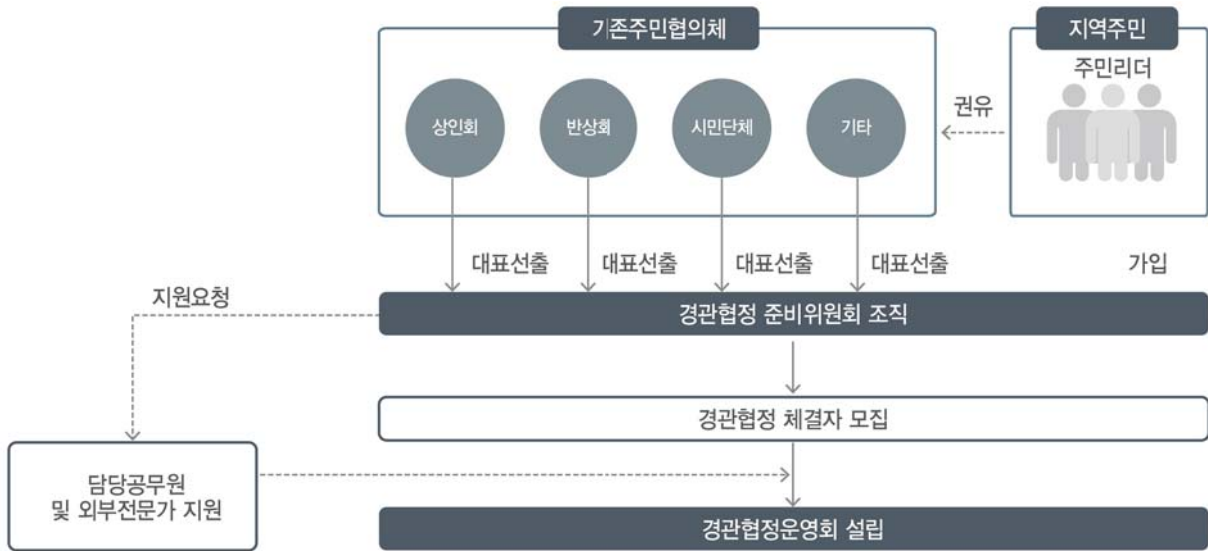 기존주민협의체
지역주민
주민리더
상인회
반상회
시민단체
기타
권유
대표선출
대표선출
대표선출
대표선출
가입
지원요청
경관협정 준비위원회 조직
경관협정 체결자 모집
담당공무원
및 외부전문가 지원
경관협정운영회 설립